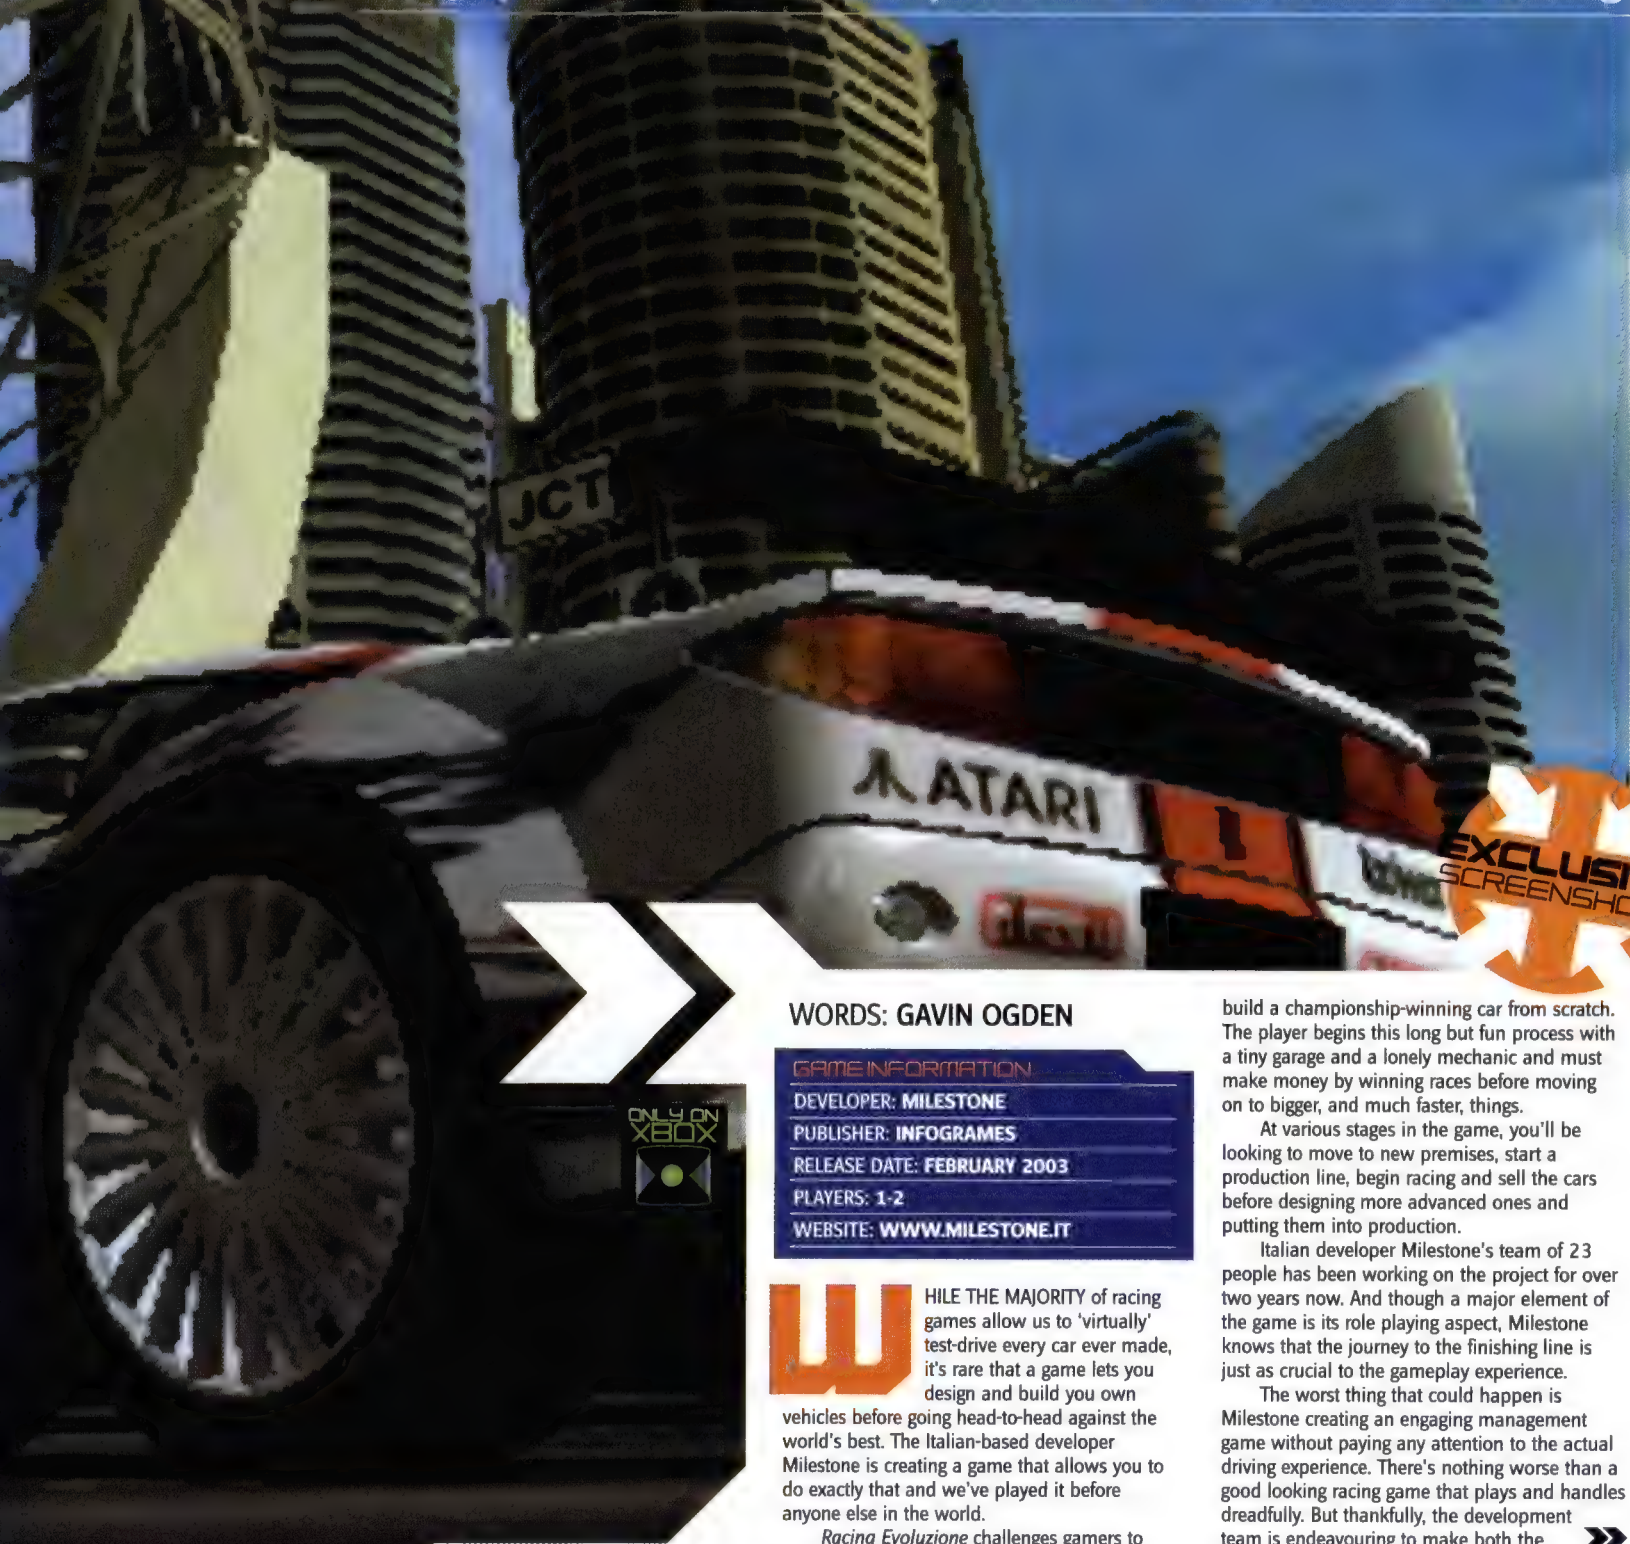 JCT
ATARI
1
WORDS: GAVIN OGDEN
GAME INFORMATION
DEVELOPER: MILESTONE
PUBLISHER: INFOGRAMES
RELEASE DATE: FEBRUARY 2003
PLAYERS: 1-2
WEBSITE: WWW.MILESTONE.IT
ONLY ON
XBOX
WHILE THE MAJORITY of racing
games allow us to 'virtually'
test-drive every car ever made,
it's rare that a game lets you
design and build you own
vehicles before going head-to-head against the
world's best. The Italian-based developer
Milestone is creating a game that allows you to
do exactly that and we've played it before
anyone else in the world.
Racing Evoluzione challenges gamers to
build a championship-winning car from scratch.
The player begins this long but fun process with
a tiny garage and a lonely mechanic and must
make money by winning races before moving
on to bigger, and much faster, things.
At various stages in the game, you'll be
looking to move to new premises, start a
production line, begin racing and sell the cars
before designing more advanced ones and
putting them into production.
Italian developer Milestone's team of 23
people has been working on the project for over
two years now. And though a major element of
the game is its role playing aspect, Milestone
knows that the journey to the finishing line is
just as crucial to the gameplay experience.
The worst thing that could happen is
Milestone creating an engaging management
game without paying any attention to the actual
driving experience. There's nothing worse than a
good looking racing game that plays and handles
dreadfully. But thankfully, the development
team is endeavouring to make both the